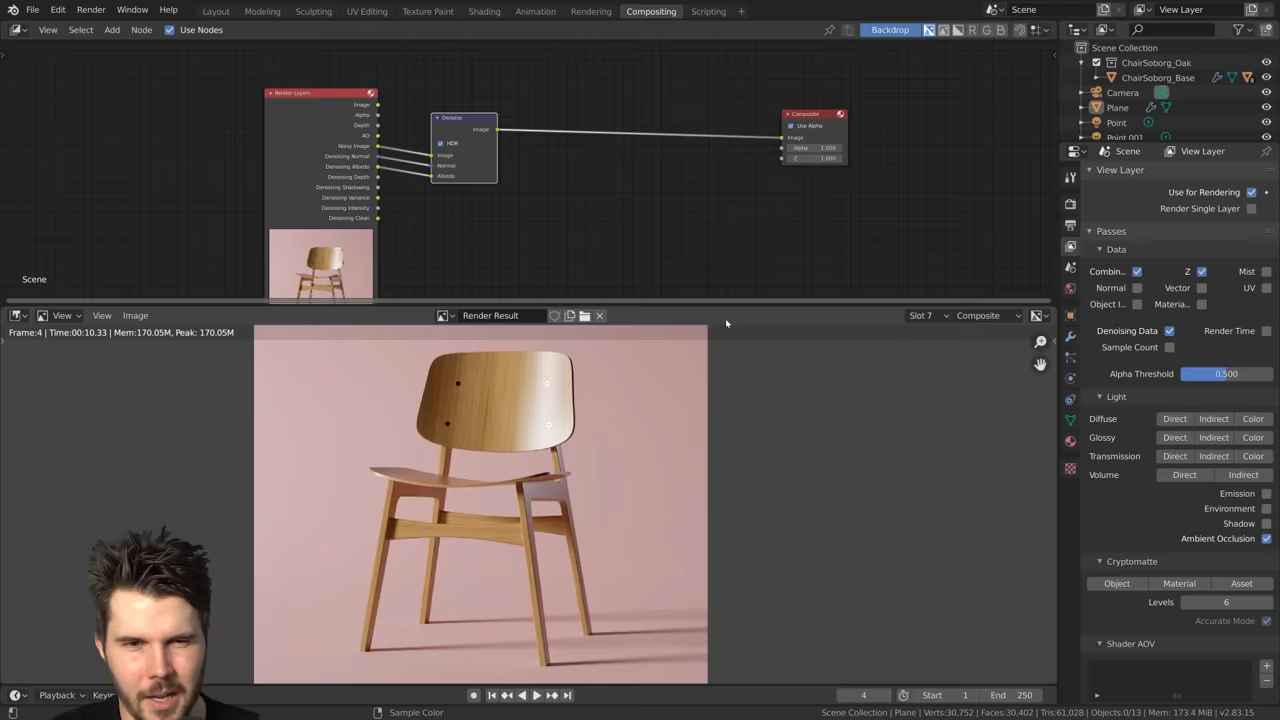 File Edit Render Window Help Layout Modeling Sculpting UV Editing Texture Paint Shading Animation Rendering Compositing Scripting + Scene View Layer
View Select Add Node Use Nodes Backdrop R G B
Scene Collection
ChairSoborg_Oak
ChairSoborg_Base
Camera
Plane
Point
Point.001
Render Layers
Image
Alpha
Depth
AO
Noisy Image
Denoising Normal
Denoising Albedo
Denoising Depth
Denoising Shadowing
Denoising Variance
Denoising Intensity
Denoising Clean
Denoise
Image
HDR
Image
Normal
Albedo
Composite
Use Alpha
Image
Alpha 1.000
Z 1.000
Scene
View View Image Render Result Slot 7 Composite
Frame:4 | Time:00:10.33 | Mem:170.05M, Peak: 170.05M
Scene View Layer
View Layer
Use for Rendering
Render Single Layer
Passes
Data
Combin... Z Mist
Normal Vector UV
Object I... Materia...
Denoising Data Render Time
Sample Count
Alpha Threshold 0.500
Light
Diffuse Direct Indirect Color
Glossy Direct Indirect Color
Transmission Direct Indirect Color
Volume Direct Indirect
Emission
Environment
Shadow
Ambient Occlusion
Cryptomatte
Object Material Asset
Levels 6
Accurate Mode
Shader AOV
Playback Keyin 4 Start 1 End 250
Sample Color Scene Collection | Plane | Verts:30,752 | Faces:30,402 | Tris:61,028 | Objects:0/13 | Mem: 173.4 MiB | v2.83.15